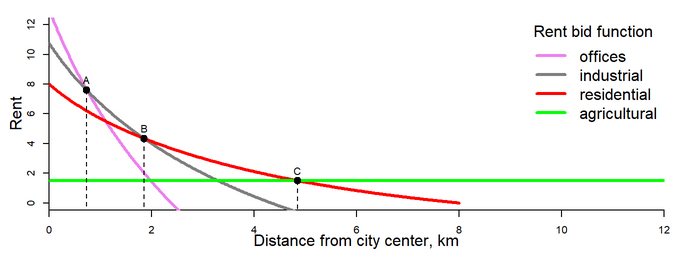 Rent bid function
offices
industrial
residential
agricultural
Rent
12
10
8
6
4
2
0
A
B
C
0 2 4 6 8 10 12
Distance from city center, km